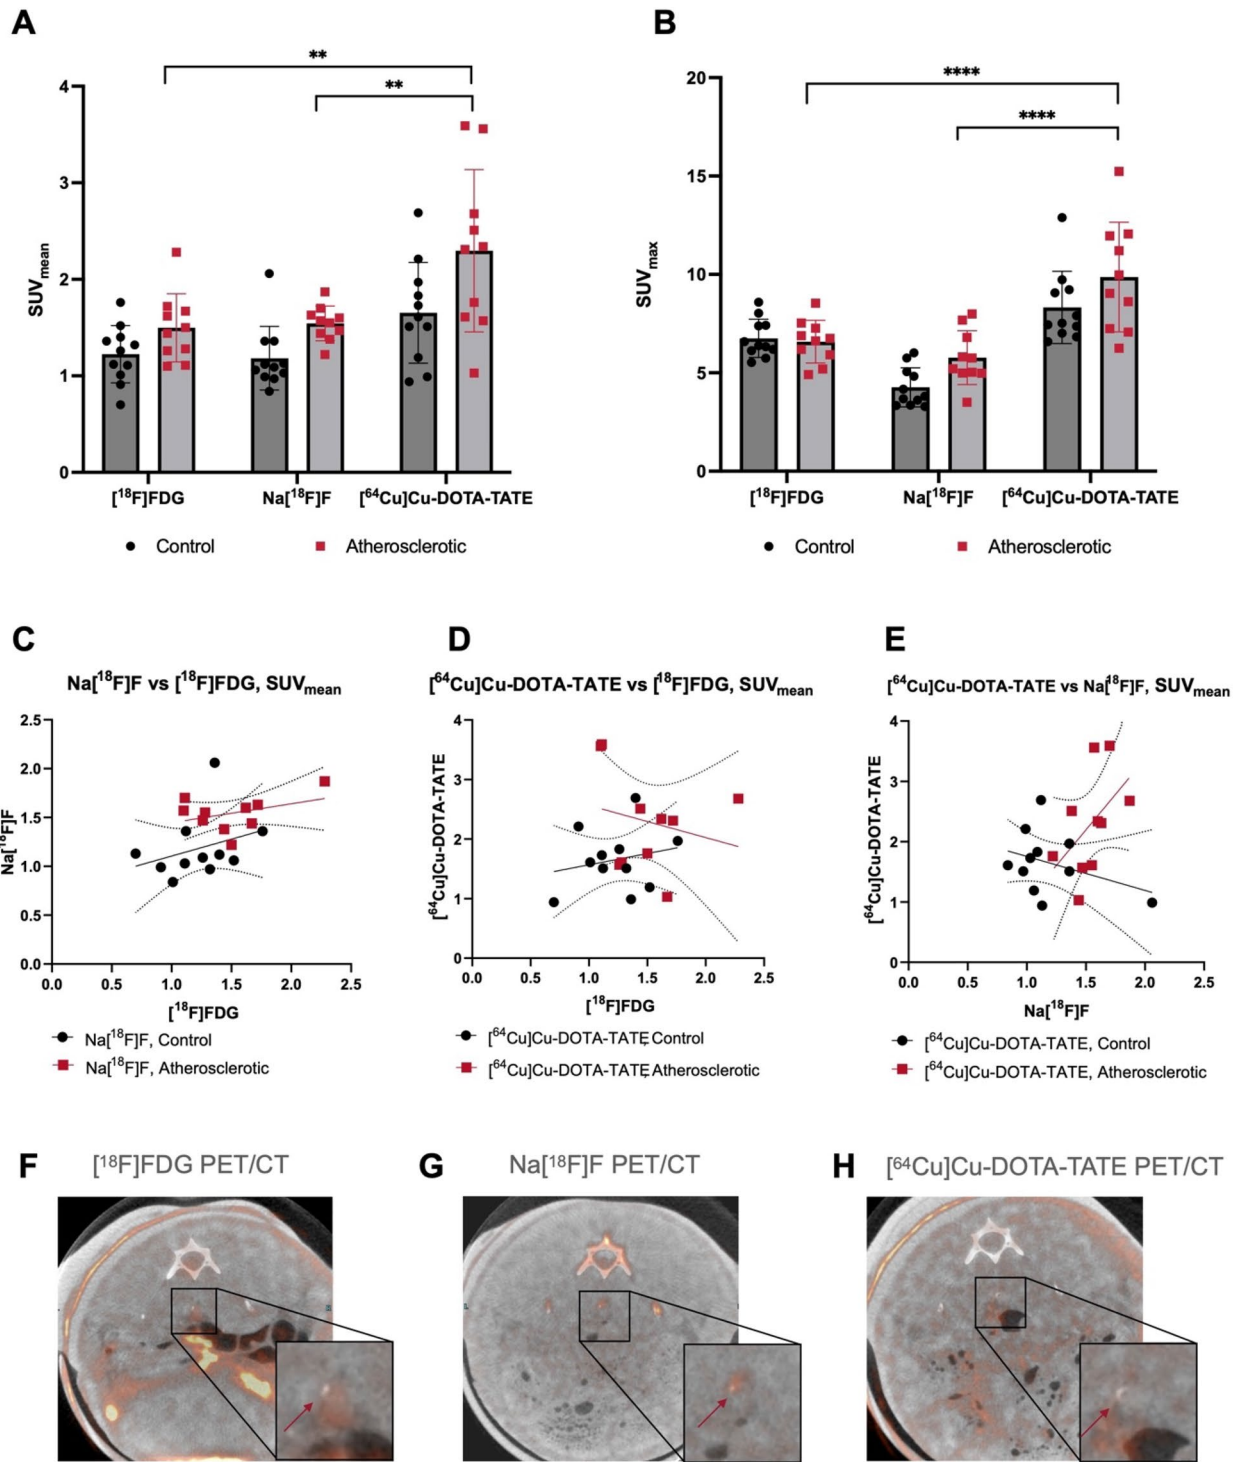 A
B
**
**
4
3
2
1
0
SUVmean
[¹⁸F]FDG
Na[¹⁸F]F
[⁶⁴Cu]Cu-DOTA-TATE
Control
Atherosclerotic
****
****
20
15
10
5
0
SUVmax
[¹⁸F]FDG
Na[¹⁸F]F
[⁶⁴Cu]Cu-DOTA-TATE
Control
Atherosclerotic
C
Na[¹⁸F]F vs [¹⁸F]FDG, SUVmean
2.5
2.0
1.5
1.0
0.5
0.0
Na[¹⁸F]F
0.0 0.5 1.0 1.5 2.0 2.5
[¹⁸F]FDG
Na[¹⁸F]F, Control
Na[¹⁸F]F, Atherosclerotic
D
[⁶⁴Cu]Cu-DOTA-TATE vs [¹⁸F]FDG, SUVmean
4
3
2
1
0
[⁶⁴Cu]Cu-DOTA-TATE
0.0 0.5 1.0 1.5 2.0 2.5
[¹⁸F]FDG
[⁶⁴Cu]Cu-DOTA-TATE, Control
[⁶⁴Cu]Cu-DOTA-TATE, Atherosclerotic
E
[⁶⁴Cu]Cu-DOTA-TATE vs Na[¹⁸F]F, SUVmean
4
3
2
1
0
[⁶⁴Cu]Cu-DOTA-TATE
0.0 0.5 1.0 1.5 2.0 2.5
Na[¹⁸F]F
[⁶⁴Cu]Cu-DOTA-TATE, Control
[⁶⁴Cu]Cu-DOTA-TATE, Atherosclerotic
F
[¹⁸F]FDG PET/CT
G
Na[¹⁸F]F PET/CT
H
[⁶⁴Cu]Cu-DOTA-TATE PET/CT